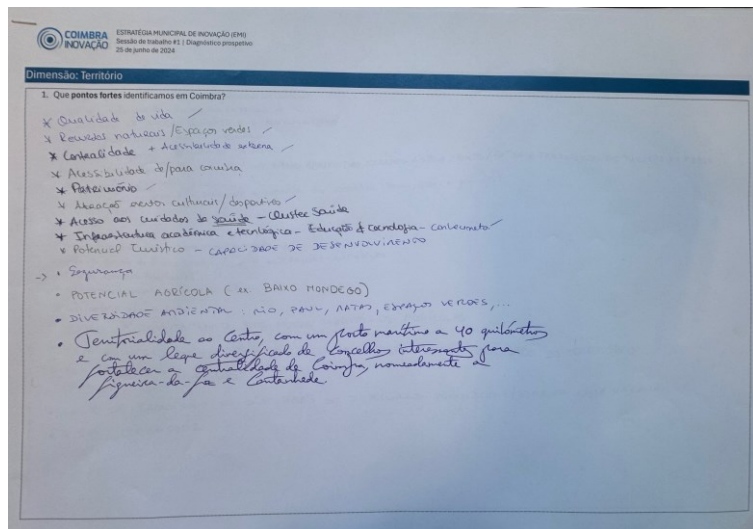 COIMBRA
INOVAÇÃO
ESTRATÉGIA MUNICIPAL DE INOVAÇÃO (EMI)
Sessão de trabalho #1 | Diagnóstico prospetivo
25 de junho de 2024
Dimensão: Território
1. Que pontos fortes identificamos em Coimbra?
* Qualidade de vida
* Recursos naturais/Espaços verdes
* Centralidade + Acessibilidade externa
* Acessibilidade de/para Coimbra
* Património
* Atração eventos culturais/desportivos
* Acesso aos cuidados de saúde - Cluster Saúde
* Infraestrutura académica e tecnológica - Educação & tecnologia - conhecimento
* Potencial Turístico - CAPACIDADE DE DESENVOLVIMENTO
-> • Segurança
• POTENCIAL AGRÍCOLA (ex. BAIXO MONDEGO)
• DIVERSIDADE AMBIENTAL: RIO, PAUL, MATAS, ESPAÇOS VERDES, ...
• Territorialidade ao Centro, com um porto marítimo a 40 quilómetros
e com um leque diversificado de Concelhos interessants para
fortalecer a centralidade de Coimbra, nomeadamente a
Figueira-da-foz e Cantanhede.